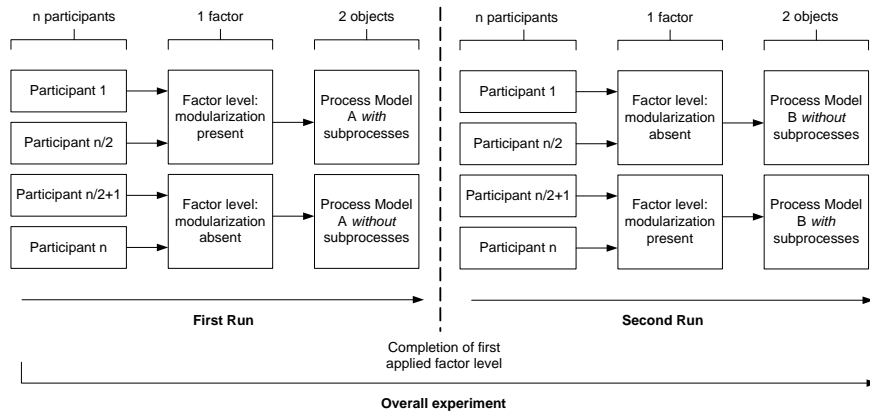 n participants
1 factor
2 objects
n participants
1 factor
2 objects
Participant 1
Participant n/2
Participant n/2+1
Participant n
Factor level:
modularization
present
Factor level:
modularization
absent
Process Model
A with
subprocesses
Process Model
A without
subprocesses
Participant 1
Participant n/2
Participant n/2+1
Participant n
Factor level:
modularization
absent
Factor level:
modularization
present
Process Model
B without
subprocesses
Process Model
B with
subprocesses
First Run
Second Run
Completion of first
applied factor level
Overall experiment